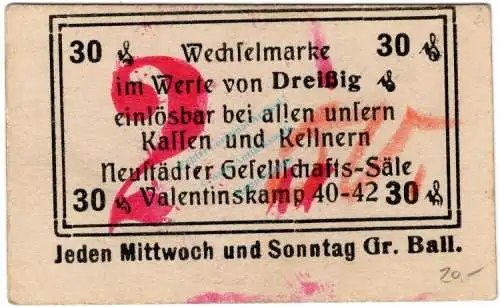 30 ₰ Wechselmarke 30 ₰
im Werte von Dreißig ₰
einlösbar bei allen unsern
Kassen und Kellnern
Neustädter Gesellschafts-Säle
30 ₰ Valentinskamp 40-42 30 ₰
Jeden Mittwoch und Sonntag Gr. Ball.
20.-